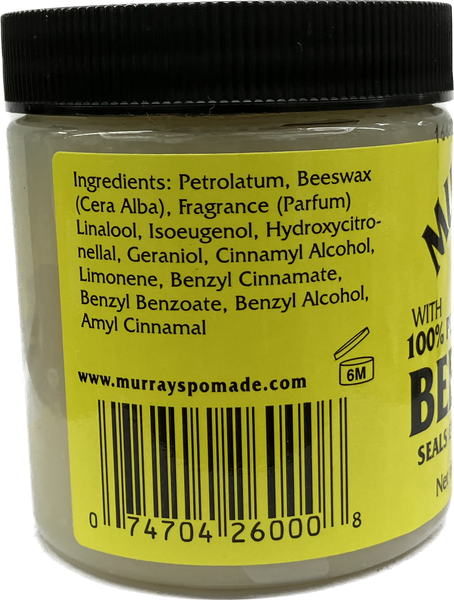 Ingredients: Petrolatum, Beeswax
(Cera Alba), Fragrance (Parfum)
Linalool, Isoeugenol, Hydroxycitro-
nellal, Geraniol, Cinnamyl Alcohol,
Limonene, Benzyl Cinnamate,
Benzyl Benzoate, Benzyl Alcohol,
Amyl Cinnamal
6M
www.murrayspomade.com
0 74704 26000 8
WITH
100%
SEALS